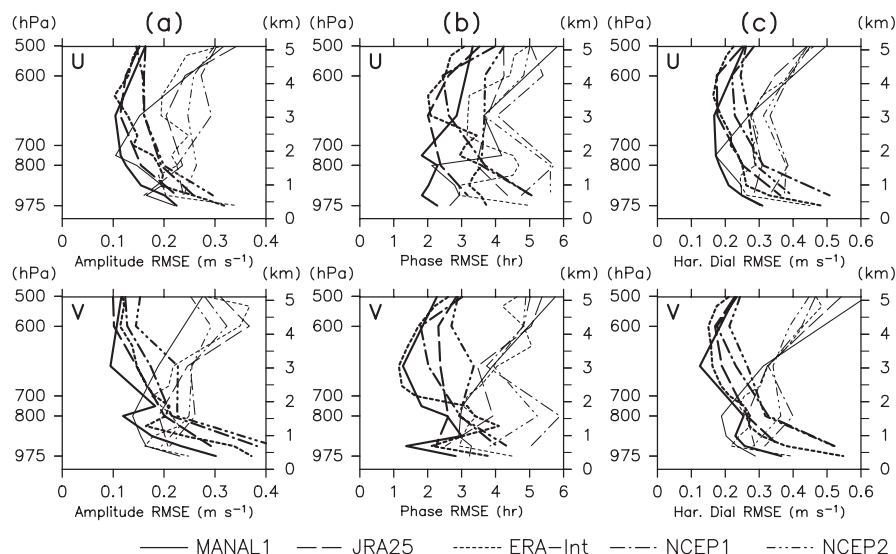 (a) (b) (c)
(hPa) (km) (hPa) (km) (hPa) (km)
500 U 5 500 U 5 500 U 5
600 4 600 4 600 4
3 3 3
700 700 700
800 2 800 2 800 2
1 1 1
975 975 975
0 0 0
0 0.1 0.2 0.3 0.4 0 1 2 3 4 5 6 0 0.1 0.2 0.3 0.4 0.5 0.6
Amplitude RMSE (m s⁻¹) Phase RMSE (hr) Har. Dial RMSE (m s⁻¹)
(hPa) (km) (hPa) (km) (hPa) (km)
500 V 5 500 V 5 500 V 5
600 4 600 4 600 4
3 3 3
700 700 700
800 2 800 2 800 2
1 1 1
975 975 975
0 0 0
0 0.1 0.2 0.3 0.4 0 1 2 3 4 5 6 0 0.1 0.2 0.3 0.4 0.5 0.6
Amplitude RMSE (m s⁻¹) Phase RMSE (hr) Har. Dial RMSE (m s⁻¹)
MANAL1 JRA25 ERA-Int NCEP1 NCEP2